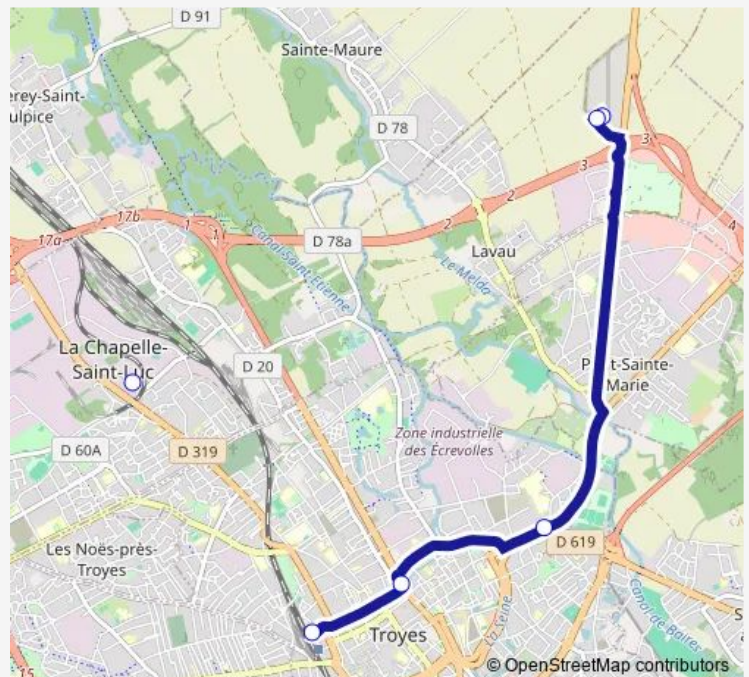 D 91
Sainte-Maure
erey-Saint-
ulpice
D 78
3
3
2
17b
1
1
17a
D 78a
2
4
Canal Saint-Étienne
Lavau
Le Melda
La Chapelle-
Saint-Luc
D 20
Sainte-
Marie
Zone industrielle
des Écrevolles
D 60A
D 319
D 619
Les Noës-près-
Troyes
la Seine
Canal de Baires
S
Troyes
15
© OpenStreetMap contributors